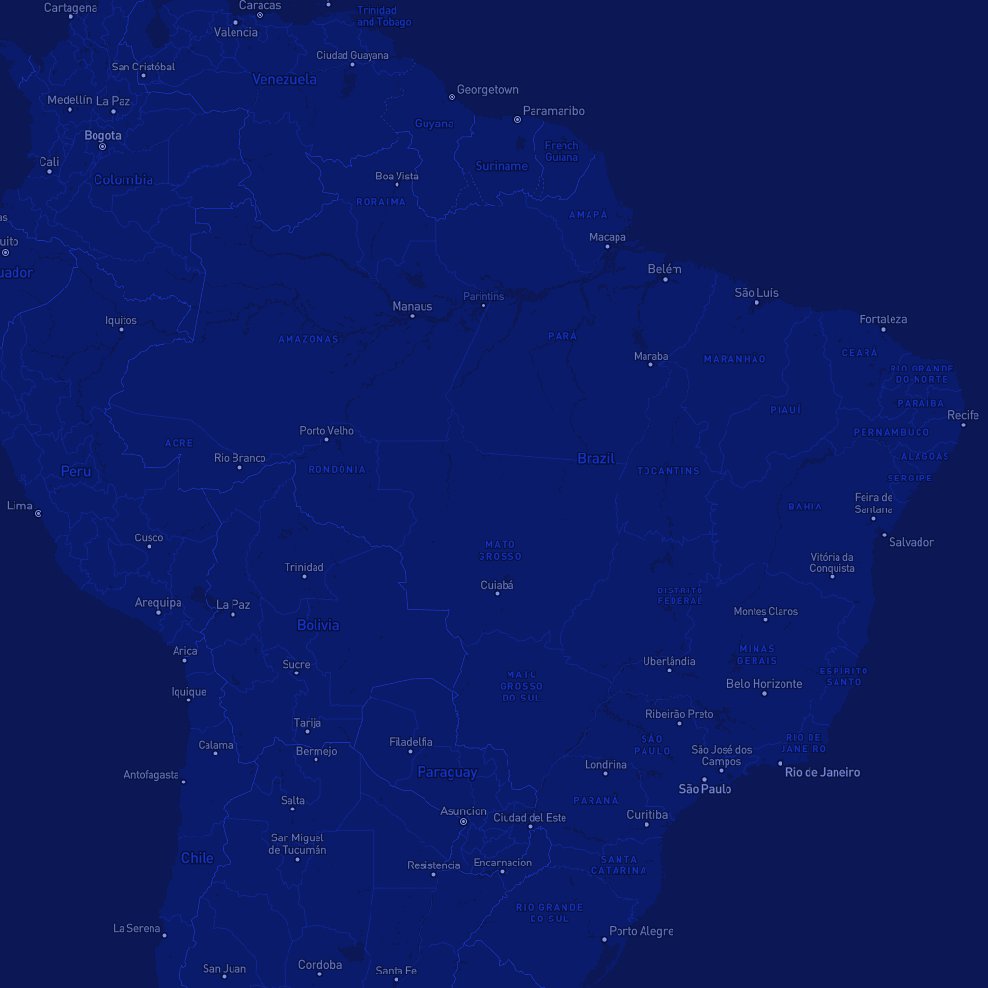 Cartagena
Caracas
Trinidad
and Tobago
Valencia
Ciudad Guayana
San Cristóbal
Venezuela
Georgetown
Medellín
La Paz
Paramaribo
Guyana
Bogota
French
Guiana
Cali
Suriname
Colombia
Boa Vista
RORAIMA
AMAPA
Macapa
uito
uador
Belém
São Luis
Parintins
Manaus
Iquitos
Fortaleza
AMAZONAS
PARÁ
Maraba
MARANHAO
CEARÁ
RIO GRANDE
DO NORTE
PARAÍBA
PIAUÍ
Recife
Porto Velho
PERNAMBUCO
ACRE
Rio Branco
RONDÔNIA
Brazil
ALAGOAS
Peru
TOCANTINS
SERGIPE
Lima
BAHIA
Feira de
Santana
Cusco
MATO
GROSSO
Salvador
Trinidad
Vitória da
Conquista
Cuiabá
DISTRITO
FEDERAL
Arequipa
La Paz
Montes Claros
Bolivia
Arica
MINAS
GERAIS
Sucre
Uberlândia
ESPIRITO
SANTO
Iquique
MATO
GROSSO
DO SUL
Belo Horizonte
Tarija
Ribeirão Preto
Calama
Bermejo
Filadelfia
SÃO
PAULO
RIO DE
JANEIRO
São José dos
Campos
Antofagasta
Paraguay
Londrina
Rio de Janeiro
São Paulo
Salta
PARANÁ
Asuncion
Ciudad del Este
Curitiba
San Miguel
de Tucumán
Chile
Resistencia
Encarnacion
SANTA
CATARINA
RIO GRANDE
DO SUL
La Serena
Porto Alegre
San Juan
Cordoba
Santa Fe